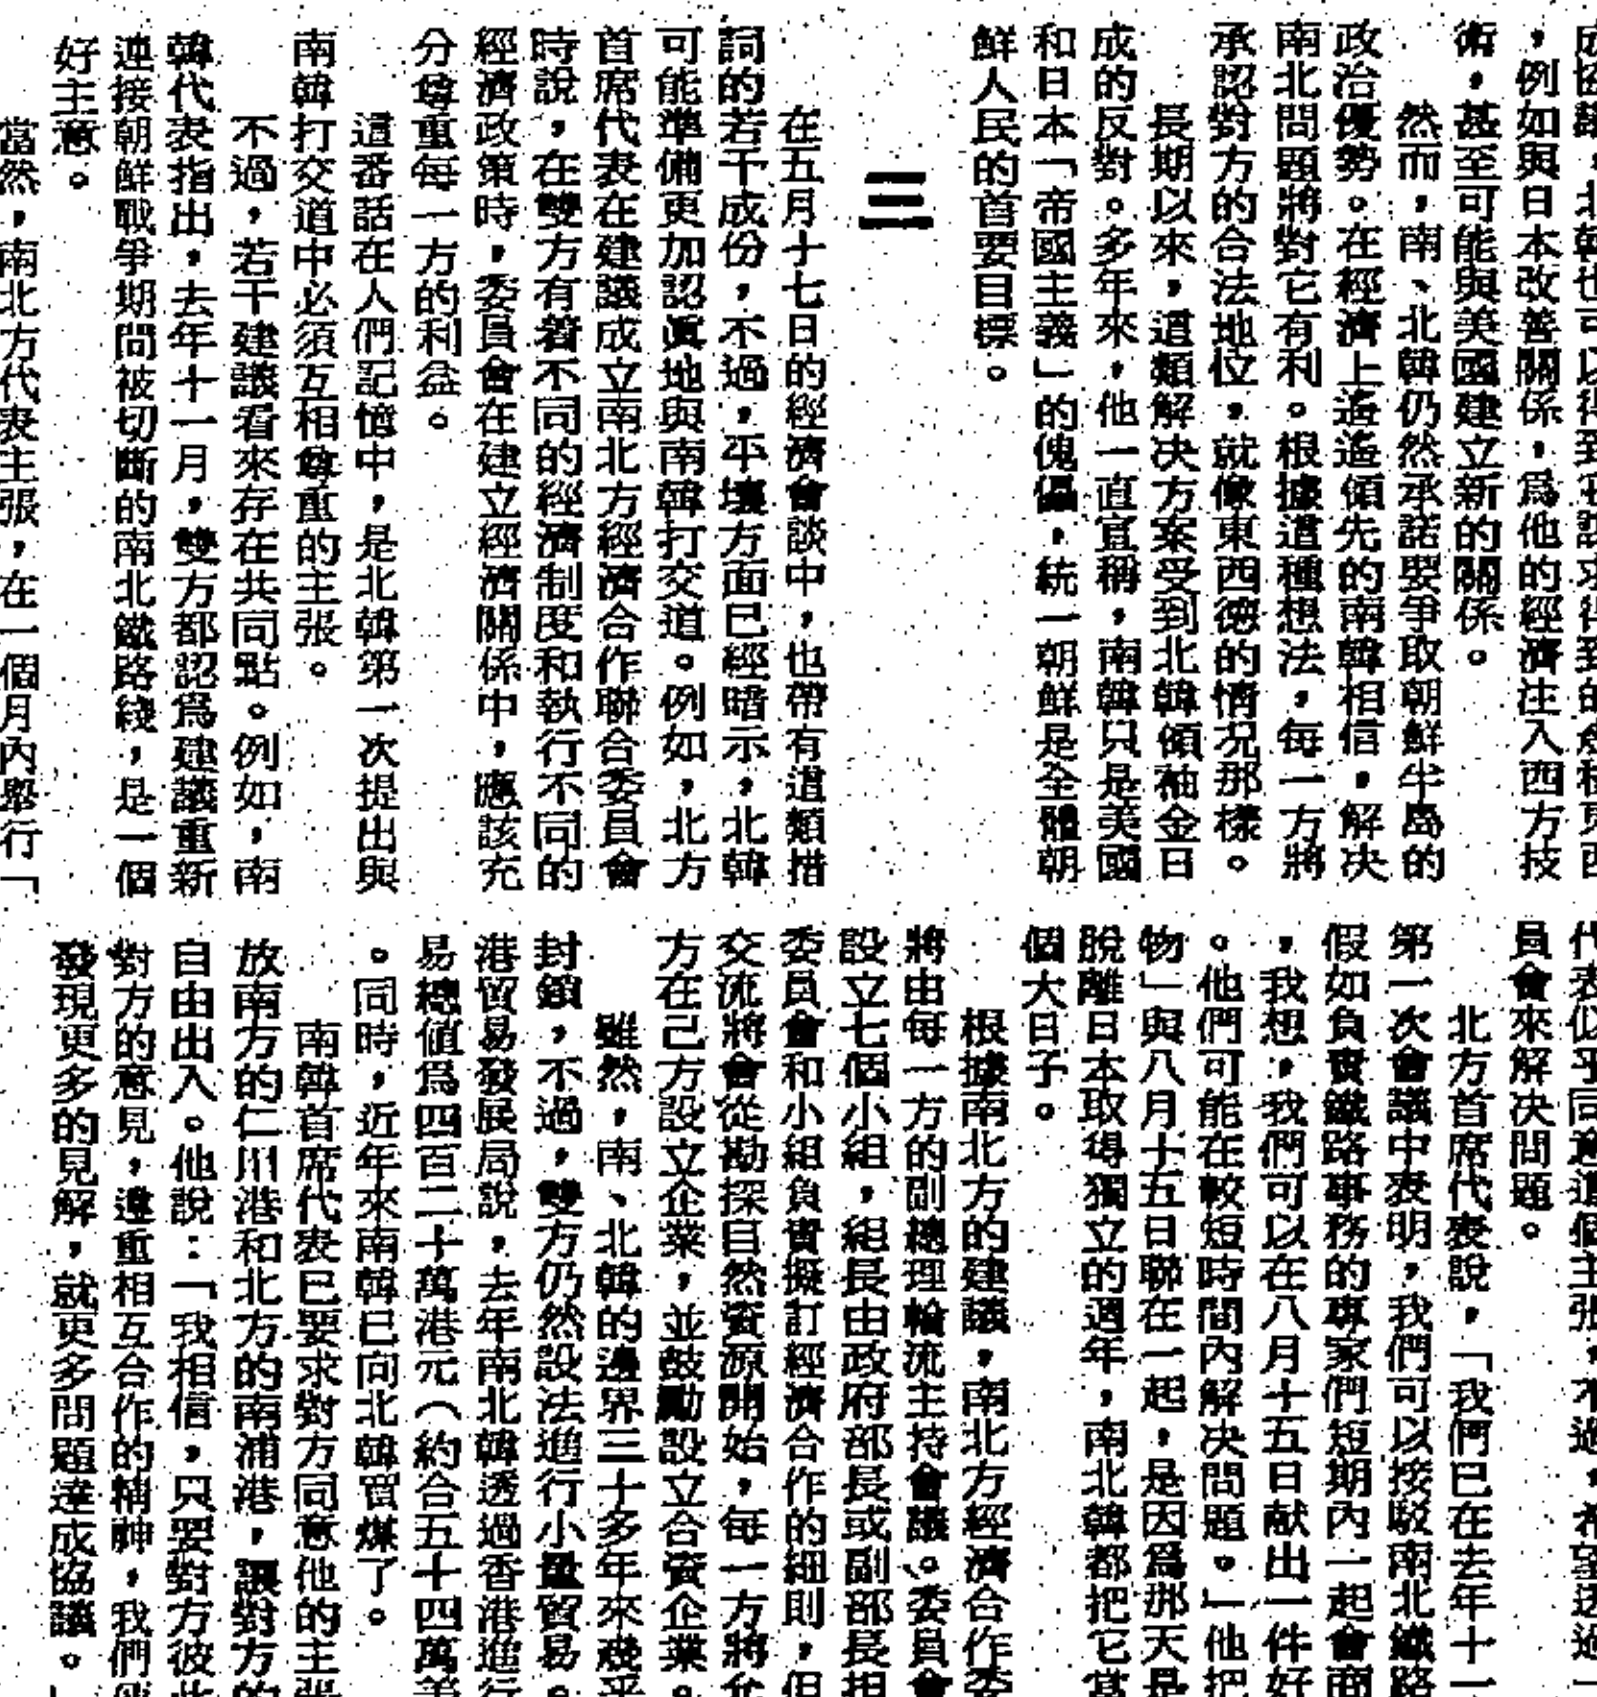 成協議，北韓也可以得到
，例如與日本改善關係，爲他的經濟注入西方技
術，甚至可能與美國建立新的關係。
然而，南、北韓仍然承諾要爭取朝鮮半島的
政治優勢。在經濟上遙遙領先的南韓相信，解决
南北問題將對它有利。根據這種想法，每一方將
承認對方的合法地位，就像東西德的情况那樣。
長期以來，這類解决方案受到北韓領袖金日
成的反對。多年來，他一直宣稱，南韓只是美國
和日本「帝國主義」的傀儡，統一朝鮮是全體朝
鮮人民的首要目標。
三
在五月十七日的經濟會談中，也帶有這類措
詞的若干成份，不過，平壤方面已經暗示，北韓
可能準備更加認眞地與南韓打交道。例如，北方
首席代表在建議成立南北方經濟合作聯合委員會
時說，在雙方有着不同的經濟制度和執行不同的
經濟政策時，委員會在建立經濟關係中，應該充
分尊重每一方的利益。
這番話在人們記憶中，是北韓第一次提出與
南韓打交道中必須互相尊重的主張。
不過，若干建議看來存在共同點。例如，南
韓代表指出，去年十一月，雙方都認爲建議重新
連接朝鮮戰爭期間被切斷的南北鐵路綫，是一個
好主意。
當然，南北方代表主張，在一個月內舉行「
代表似乎同意這個主張，不過，希望透過一
員會來解决問題。
北方首席代表說，「我們已在去年十一
第一次會議中表明，我們可以接駁南北鐵路
假如負責鐵路事務的專家們短期內一起會商
，我想，我們可以在八月十五日献出一件好
。他們可能在較短時間內解决問題。」他把
物」與八月十五日聯在一起，是因爲那天是
脫離日本取得獨立的週年，南北韓都把它當
個大日子。
根據南北方的建議，南北方經濟合作委
將由每一方的副總理輪流主持會議。委員會
設立七個小組，組長由政府部長或副部長担
委員會和小組負責擬訂經濟合作的細則，但
交流將會從勘探自然資源開始，每一方將允
方在己方設立企業，並鼓勵設立合資企業。
雖然，南、北韓的邊界三十多年來幾乎
封鎖，不過，雙方仍然設法進行小量貿易。
港貿易發展局說，去年南北韓透過香港進行
易總值爲四百二十萬港元（約合五十四萬美
。同時，近年來南韓已向北韓買煤了。
南韓首席代表已要求對方同意他的主張
放南方的仁川港和北方的南浦港，讓對方的
自由出入。他說：「我相信，只要對方彼此
對方的意見，遵重相互合作的精神，我們
發現更多的見解，就更多問題達成協議。」